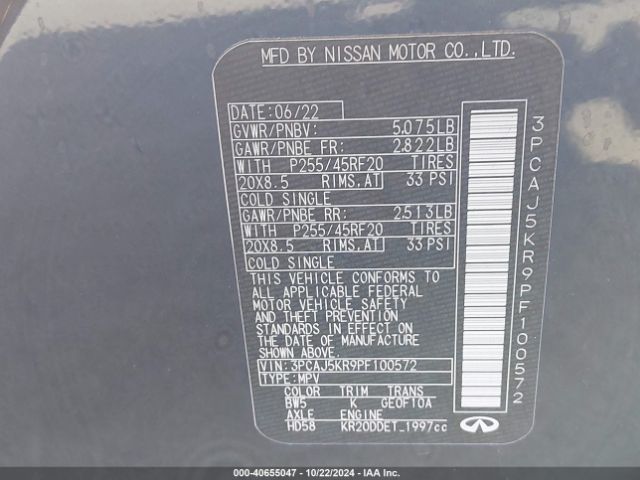 MFD BY NISSAN MOTOR CO.,LTD.
DATE: 06/22
GVWR/PNBV: 5,075LB
GAWR/PNBE FR: 2,822LB
WITH P255/45RF20 TIRES
20X8.5 RIMS.AT 33 PSI
COLD SINGLE
GAWR/PNBE RR: 2,513LB
WITH P255/45RF20 TIRES
20X8.5 RIMS.AT 33 PSI
COLD SINGLE
THIS VEHICLE CONFORMS TO
ALL APPLICABLE FEDERAL
MOTOR VEHICLE SAFETY
AND THEFT PREVENTION
STANDARDS IN EFFECT ON
THE DATE OF MANUFACTURE
SHOWN ABOVE.
VIN: 3PCAJ5KR9PF100572
TYPE: MPV
COLOR TRIM TRANS
BW5 K GE0F10A
AXLE ENGINE
HD58 KR20DDET_1997cc
3PCAJ5KR9PF100572
INFINITI
000-40655047 - 10/22/2024 - IAAI.COM